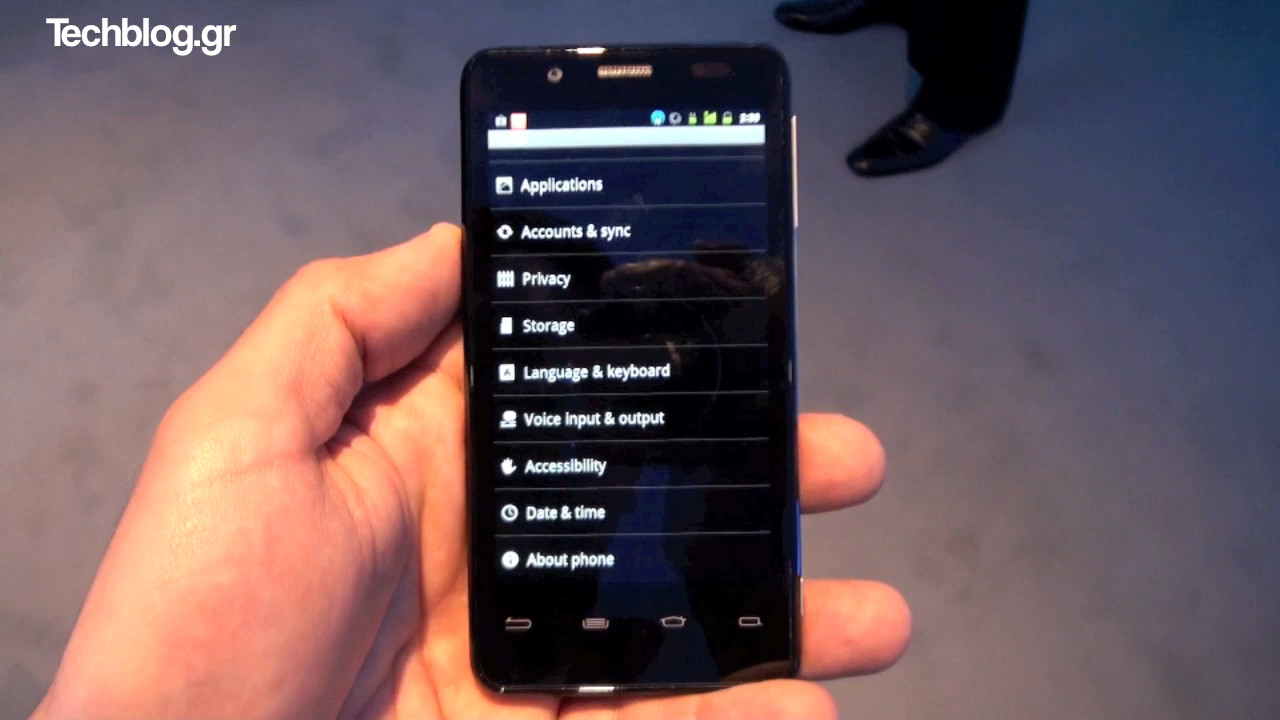 Techblog.gr
Applications
Accounts & sync
Privacy
Storage
Language & keyboard
Voice input & output
Accessibility
Date & time
About phone